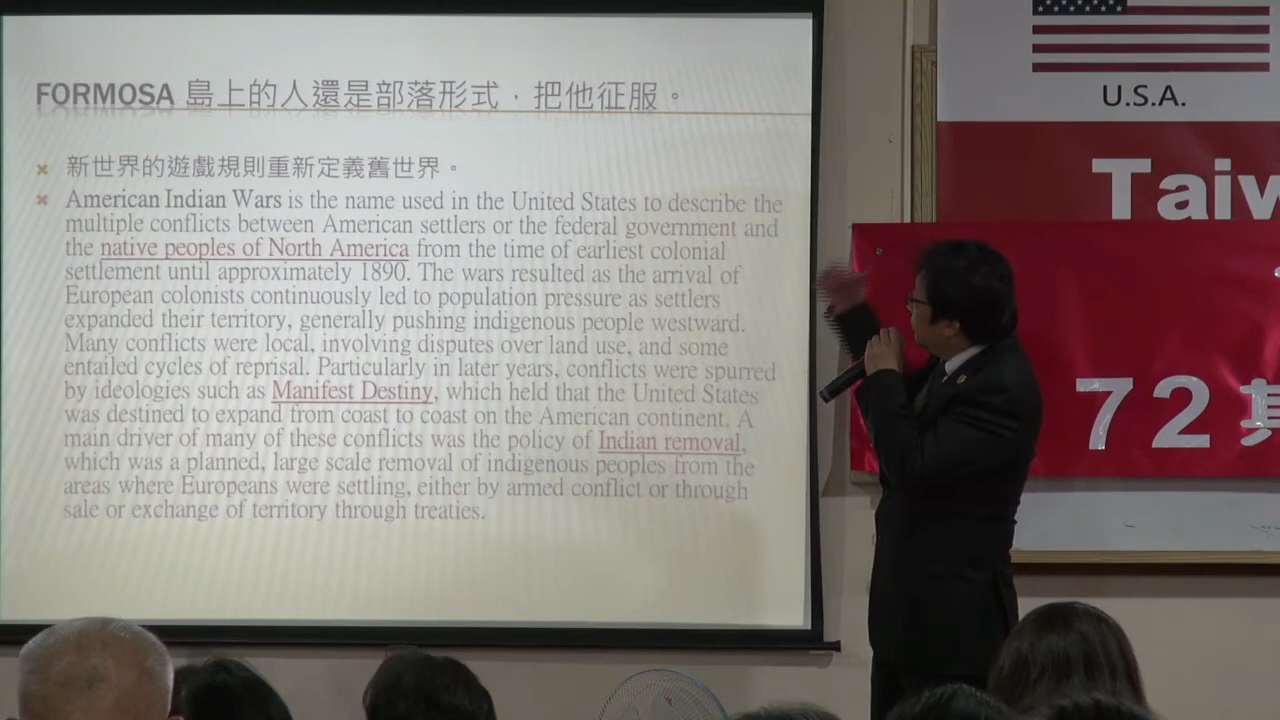 FORMOSA 島上的人還是部落形式，把他征服。
新世界的遊戲規則重新定義舊世界。
American Indian Wars is the name used in the United States to describe the
multiple conflicts between American settlers or the federal government and
the native peoples of North America from the time of earliest colonial
settlement until approximately 1890. The wars resulted as the arrival of
European colonists continuously led to population pressure as settlers
expanded their territory, generally pushing indigenous people westward.
Many conflicts were local, involving disputes over land use, and some
entailed cycles of reprisal. Particularly in later years, conflicts were spurred
by ideologies such as Manifest Destiny, which held that the United States
was destined to expand from coast to coast on the American continent. A
main driver of many of these conflicts was the policy of Indian removal,
which was a planned, large scale removal of indigenous peoples from the
areas where Europeans were settling, either by armed conflict or through
sale or exchange of territory through treaties.
U.S.A.
Taiw
72